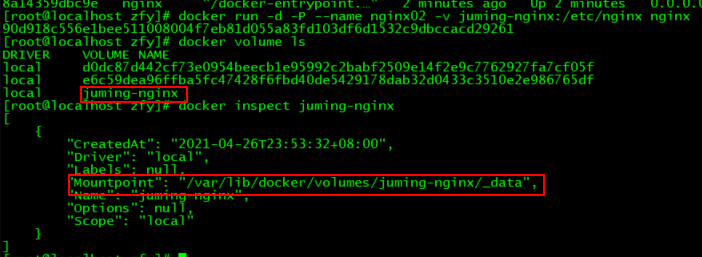 8a14359dbc9e   nginx     "/docker-entrypoint.…"   2 minutes ago   Up 2 minutes   0.0.0.0
[root@localhost zfy]# docker run -d -P --name nginx02 -v juming-nginx:/etc/nginx nginx
90d918c556e1bee511008004f7eb81d055a83fd103df6d1532c9dbccacd29261
[root@localhost zfy]# docker volume ls
DRIVER    VOLUME NAME
local     d0dc87d442cf73e0954beecb1e95992c2babf2509e14f2e9c7762927fa7cf05f
local     e6c59dea96ffba5fc47428f6fbd40de5429178dab32d0433c3510e2e986765df
local     juming-nginx
[root@localhost zfy]# docker inspect juming-nginx
[
    {
        "CreatedAt": "2021-04-26T23:53:32+08:00",
        "Driver": "local",
        "Labels": null,
        "Mountpoint": "/var/lib/docker/volumes/juming-nginx/_data",
        "Name": "juming-nginx",
        "Options": null,
        "Scope": "local"
    }
]